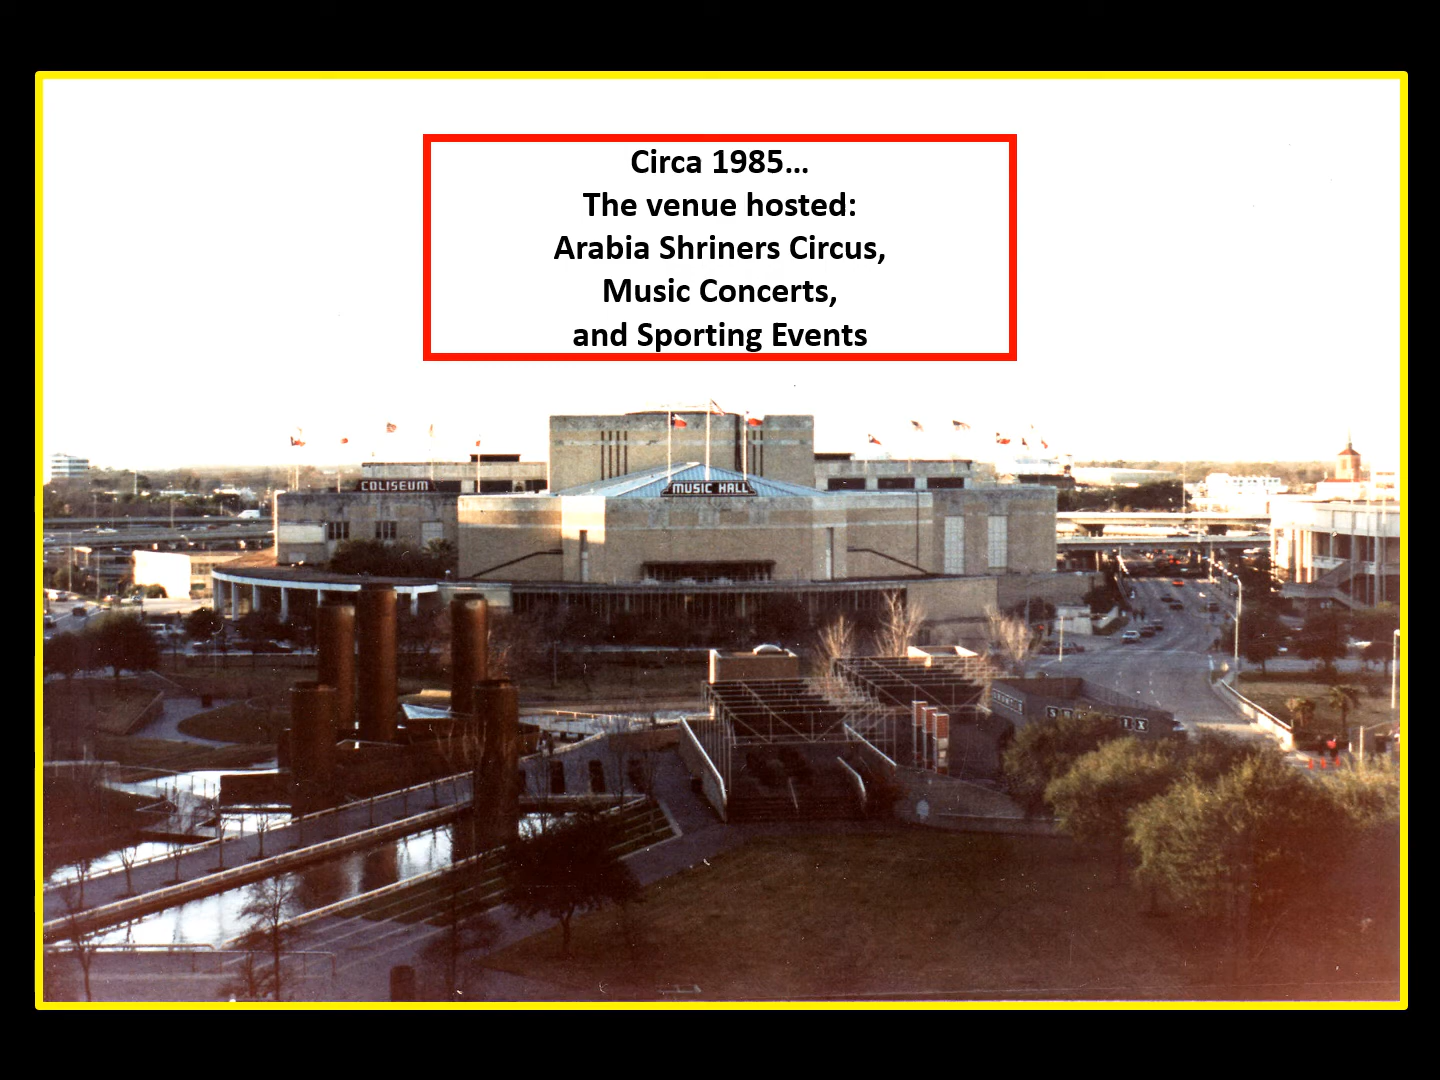 Circa 1985…
The venue hosted:
Arabia Shriners Circus,
Music Concerts,
and Sporting Events
COLISEUM
MUSIC HALL